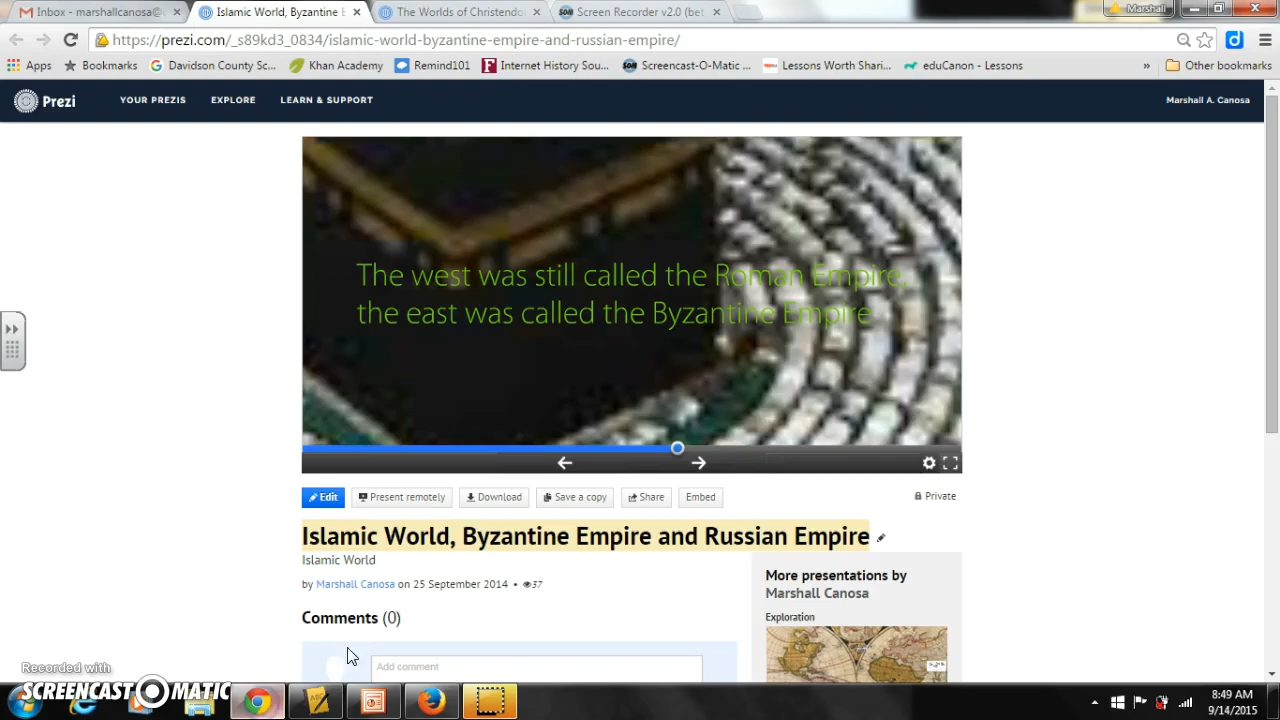 Inbox - marshallcanosa@
Islamic World, Byzantine E
The Worlds of Christendo
Screen Recorder v2.0 (bet
Marshall
https://prezi.com/_s89kd3_0834/islamic-world-byzantine-empire-and-russian-empire/
Apps Bookmarks Davidson County Sc... Khan Academy Remind101 Internet History Sou... Screencast-O-Matic ... Lessons Worth Shari... eduCanon - Lessons » Other bookmarks
Prezi YOUR PREZIS EXPLORE LEARN & SUPPORT Marshall A. Canosa
The west was still called the Roman Empire,
the east was called the Byzantine Empire
Edit Present remotely Download Save a copy Share Embed Private
Islamic World, Byzantine Empire and Russian Empire
Islamic World
by Marshall Canosa on 25 September 2014 • 37
More presentations by
Marshall Canosa
Exploration
Comments (0)
Add comment
Recorded with
SCREENCAST-O-MATIC
8:49 AM
9/14/2015